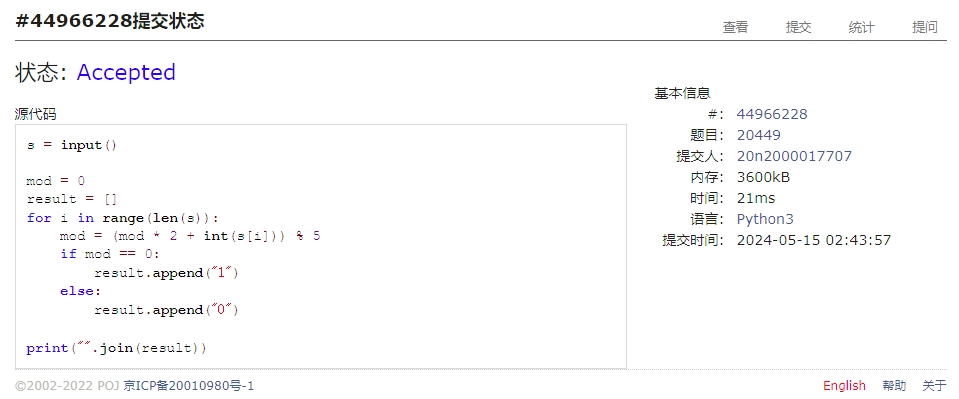 #44966228提交状态
查看 提交 统计 提问
状态: Accepted
源代码
s = input()
mod = 0
result = []
for i in range(len(s)):
    mod = (mod * 2 + int(s[i])) % 5
    if mod == 0:
        result.append("1")
    else:
        result.append("0")
print("".join(result))
基本信息
#: 44966228
题目: 20449
提交人: 20n2000017707
内存: 3600kB
时间: 21ms
语言: Python3
提交时间: 2024-05-15 02:43:57
©2002-2022 POJ 京ICP备20010980号-1
English 帮助 关于